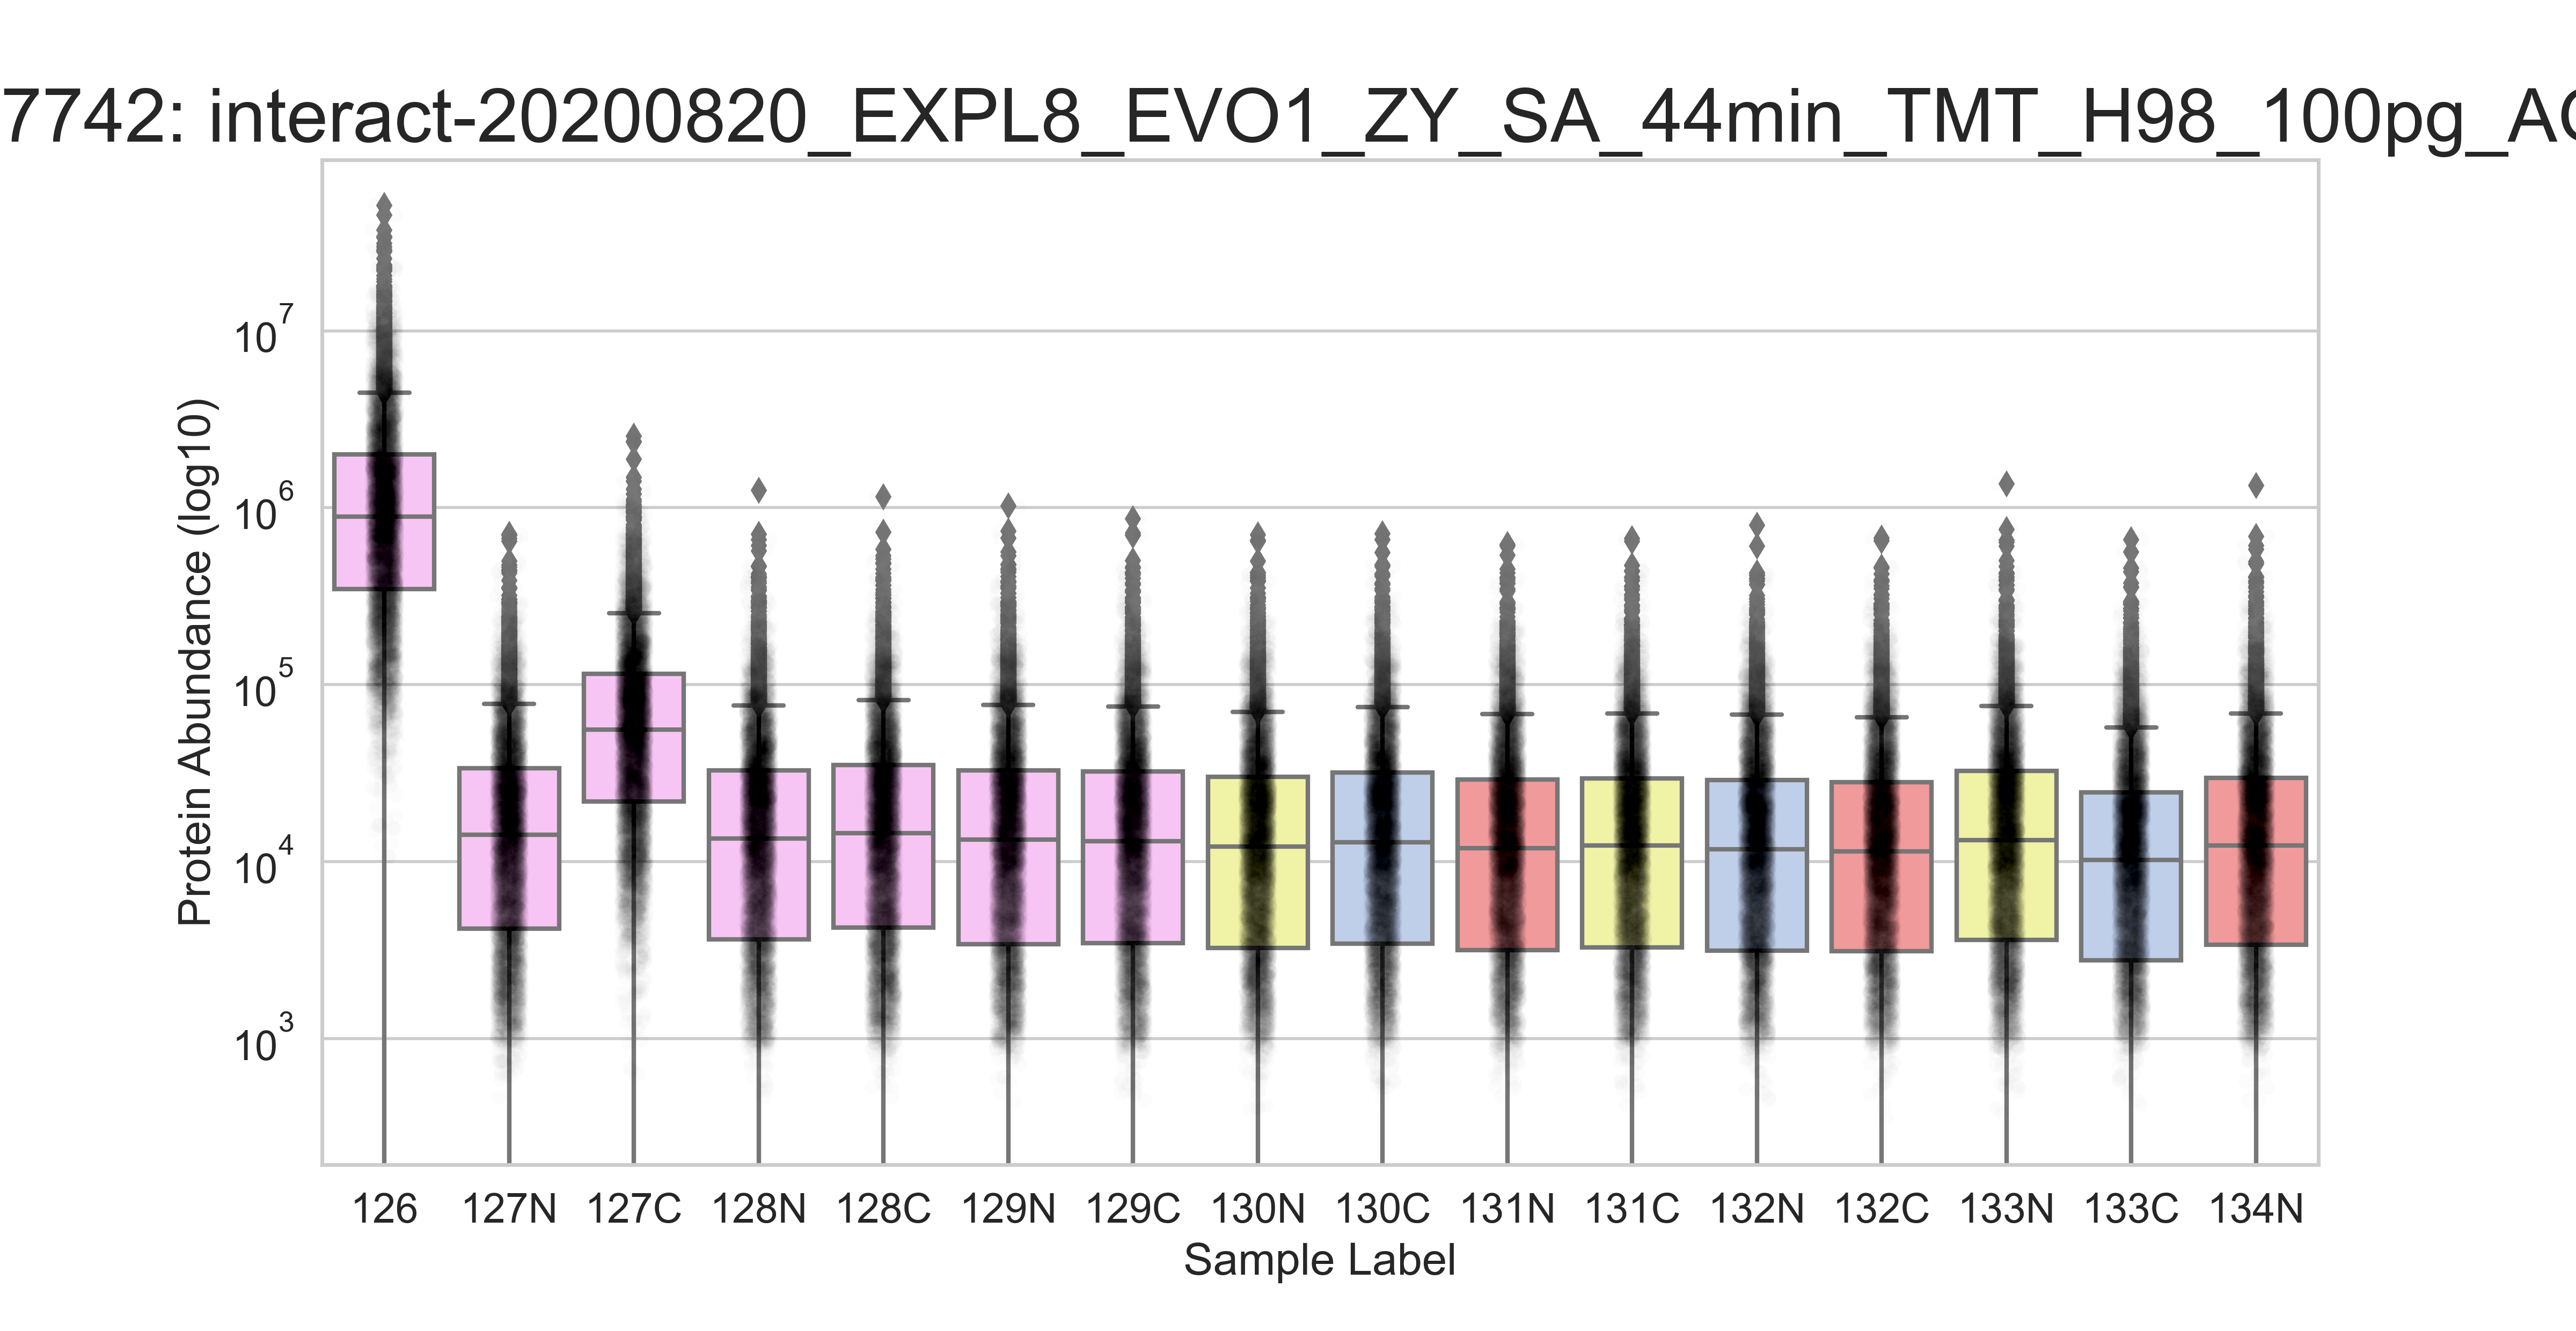 7742: interact-20200820_EXPL8_EVO1_ZY_SA_44min_TMT_H98_100pg_A
Protein Abundance (log10)
10^7
10^6
10^5
10^4
10^3
126 127N 127C 128N 128C 129N 129C 130N 130C 131N 131C 132N 132C 133N 133C 134N
Sample Label